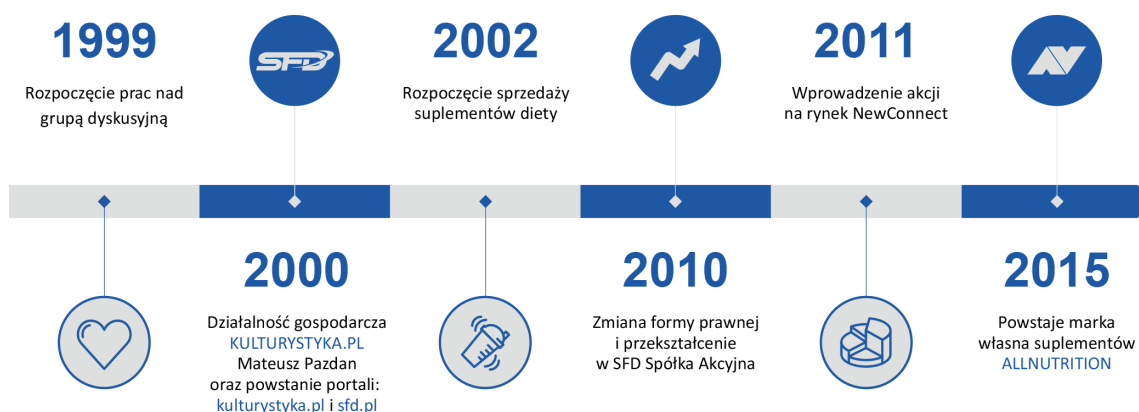 1999
Rozpoczęcie prac nad
grupą dyskusyjną
SFD
2000
Działalność gospodarcza
KULTURYSTYKA.PL
Mateusz Pazdan
oraz powstanie portali:
kulturystyka.pl i sfd.pl
2002
Rozpoczęcie sprzedaży
suplementów diety
2010
Zmiana formy prawnej
i przekształcenie
w SFD Spółka Akcyjna
2011
Wprowadzenie akcji
na rynek NewConnect
2015
Powstaje marka
własna suplementów
ALLNUTRITION